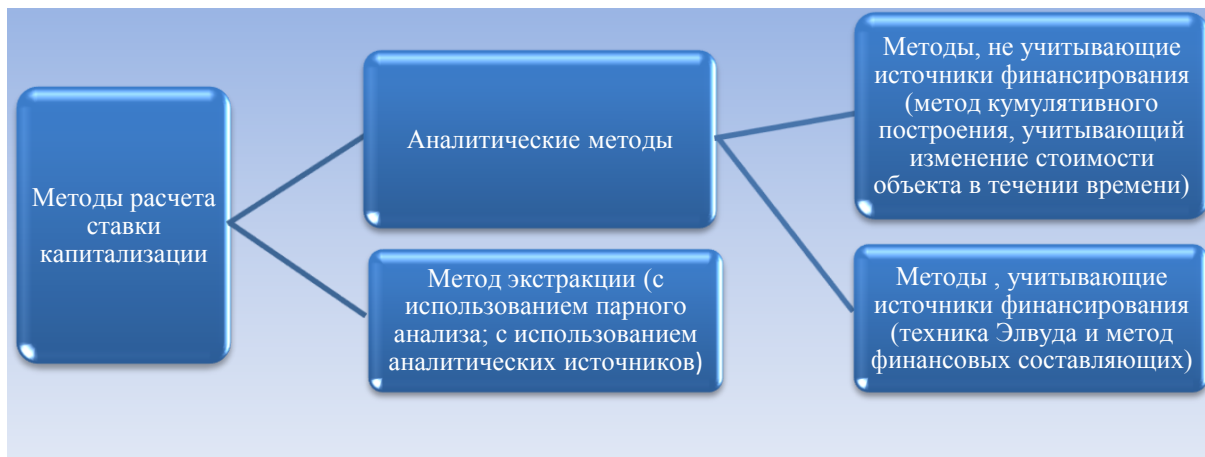 Методы расчета
ставки
капитализации
Аналитические методы
Метод экстракции (с
использованием парного
анализа; с использованием
аналитических источников)
Методы, не учитывающие
источники финансирования
(метод кумулятивного
построения, учитывающий
изменение стоимости
объекта в течении времени)
Методы , учитывающие
источники финансирования
(техника Элвуда и метод
финансовых составляющих)